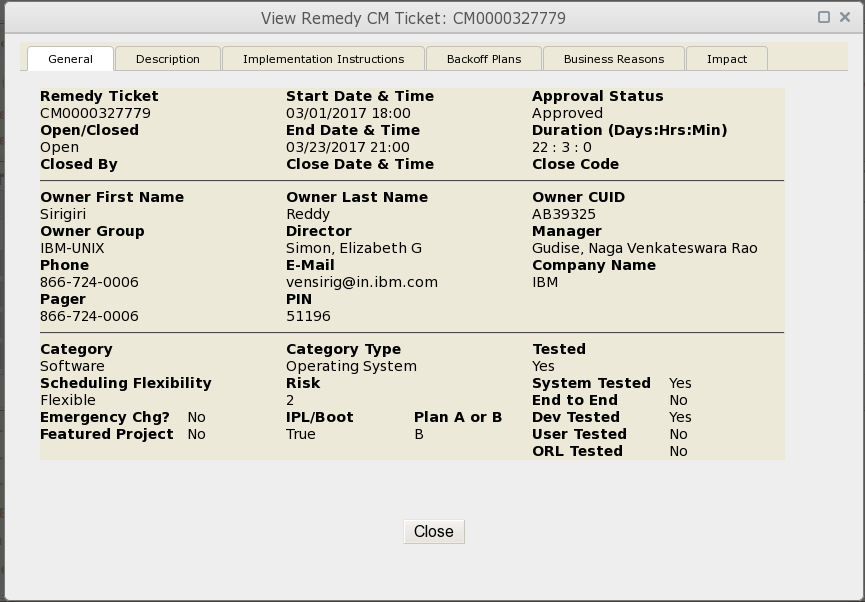 View Remedy CM Ticket: CM0000327779
General Description Implementation Instructions Backoff Plans Business Reasons Impact
Remedy Ticket Start Date & Time Approval Status
CM0000327779 03/01/2017 18:00 Approved
Open/Closed End Date & Time Duration (Days:Hrs:Min)
Open 03/23/2017 21:00 22 : 3 : 0
Closed By Close Date & Time Close Code
Owner First Name Owner Last Name Owner CUID
Sirigiri Reddy AB39325
Owner Group Director Manager
IBM-UNIX Simon, Elizabeth G Gudise, Naga Venkateswara Rao
Phone E-Mail Company Name
866-724-0006 vensirig@in.ibm.com IBM
Pager PIN
866-724-0006 51196
Category Category Type Tested
Software Operating System Yes
Scheduling Flexibility Risk System Tested Yes
Flexible 2 End to End No
Emergency Chg? No IPL/Boot Plan A or B Dev Tested Yes
Featured Project No True B User Tested No
ORL Tested No
Close